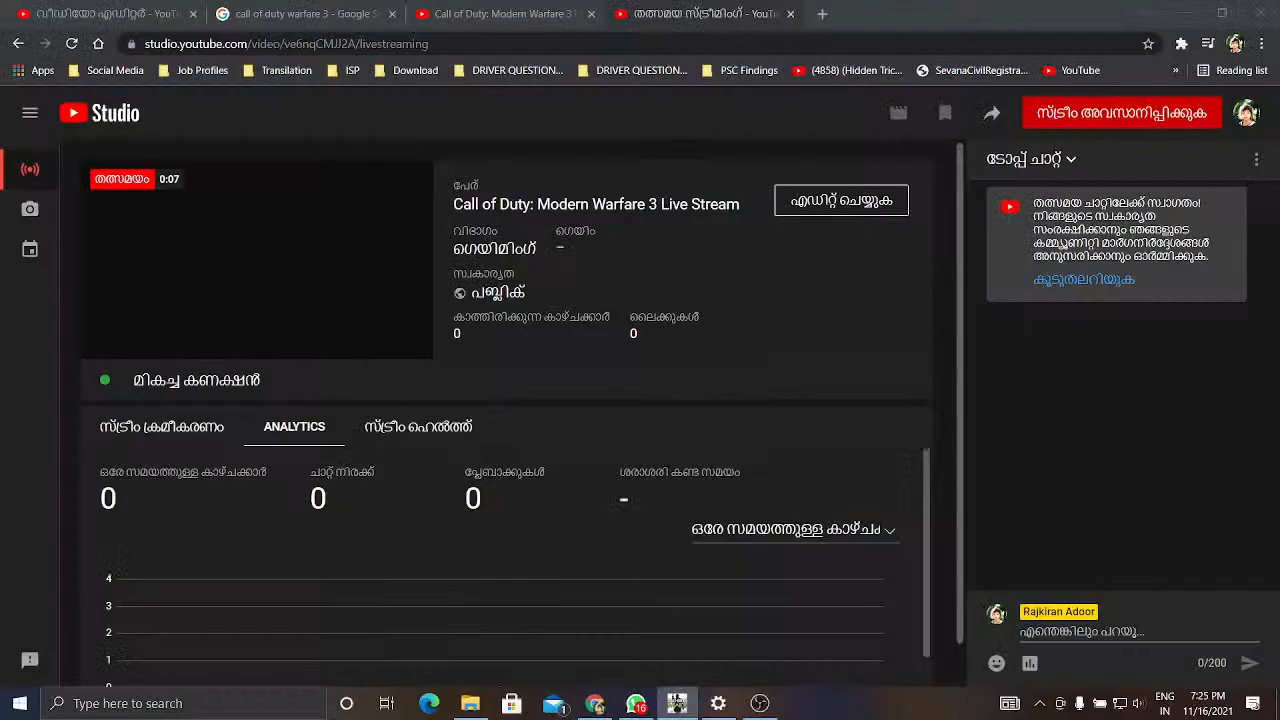 വീഡിയോ എഡിറ്റർ - YouTu
call of duty warfare 3 - Google S
Call of Duty: Modern Warfare 3 l
തത്സമയ സ്ട്രീമിംഗ് - YouTu
studio.youtube.com/video/ve6nqCMJJ2A/livestreaming
Apps
Social Media
Job Profiles
Translation
ISP
Download
DRIVER QUESTION...
DRIVER QUESTION...
PSC Findings
(4858) (Hidden Tric...
SevanaCivilRegistra...
YouTube
»
Reading list
Studio
സ്ട്രീം അവസാനിപ്പിക്കുക
തത്സമയം 0:07
പേര്
Call of Duty: Modern Warfare 3 Live Stream
എഡിറ്റ് ചെയ്യുക
വിഭാഗം ഗെയിം
ഗെയിമിംഗ് –
സ്വകാര്യത
പബ്ലിക്
കാത്തിരിക്കുന്ന കാഴ്ചക്കാർ ലൈക്കുകൾ
0 0
മികച്ച കണക്ഷൻ
സ്ട്രീം ക്രമീകരണം ANALYTICS സ്ട്രീം ഹെൽത്ത്
ഒരേ സമയത്തുള്ള കാഴ്ചക്കാർ ചാറ്റ് നിരക്ക് പ്ലേബാക്കുകൾ ശരാശരി കണ്ട സമയം
0 0 0 -
ഒരേ സമയത്തുള്ള കാഴ്ചക്ക
4
3
2
1
0
ടോപ്പ് ചാറ്റ്
തത്സമയ ചാറ്റിലേക്ക് സ്വാഗതം!
നിങ്ങളുടെ സ്വകാര്യത
സംരക്ഷിക്കാനും ഞങ്ങളുടെ
കമ്മ്യൂണിറ്റി മാർഗനിർദ്ദേശങ്ങൾ
അനുസരിക്കാനും ഓർമ്മിക്കുക.
കൂടുതലറിയുക
Rajkiran Adoor
എന്തെങ്കിലും പറയൂ...
0/200
Type here to search
1
16
ENG
IN
7:25 PM
11/16/2021